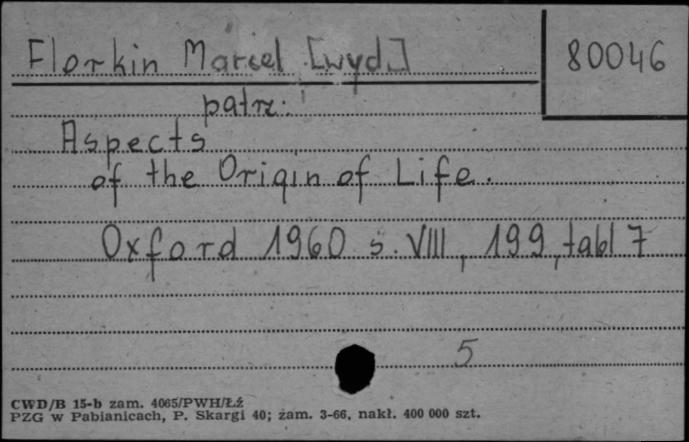 Florkin Marcel [wyd.]
80046
patrz:
Aspects
of the Origin of Life.
Oxford 1960 s. VIII, 199, tabl 7
5
CWD/B 15-b zam. 4065/PWH/Łź
PZG w Pabianicach, P. Skargi 40; zam. 3-66, nakł. 400 000 szt.